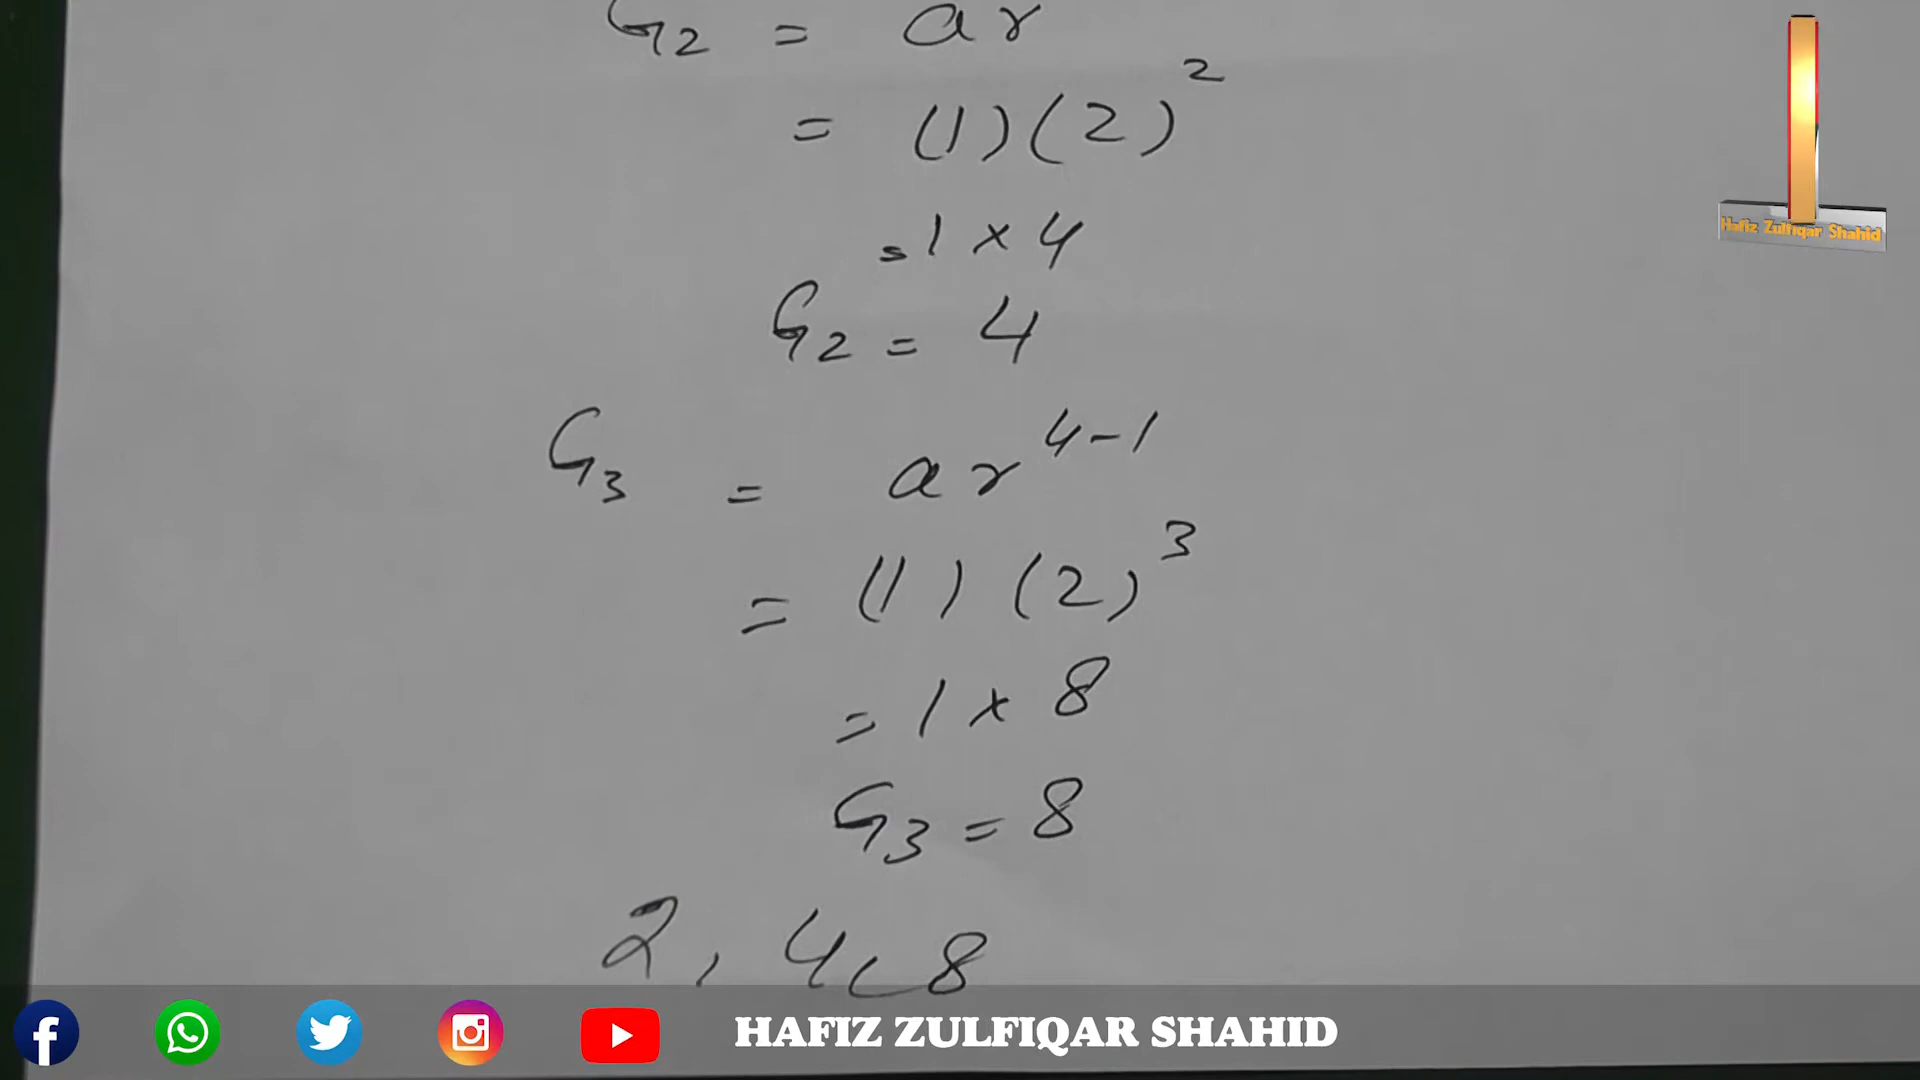 G₂ = ar
= (1)(2)²
= 1 × 4
G₂ = 4
G₃ = ar⁴⁻¹
= (1) (2)³
= 1 × 8
G₃ = 8
2, 4, 8
Hafiz Zulfiqar Shahid
HAFIZ ZULFIQAR SHAHID